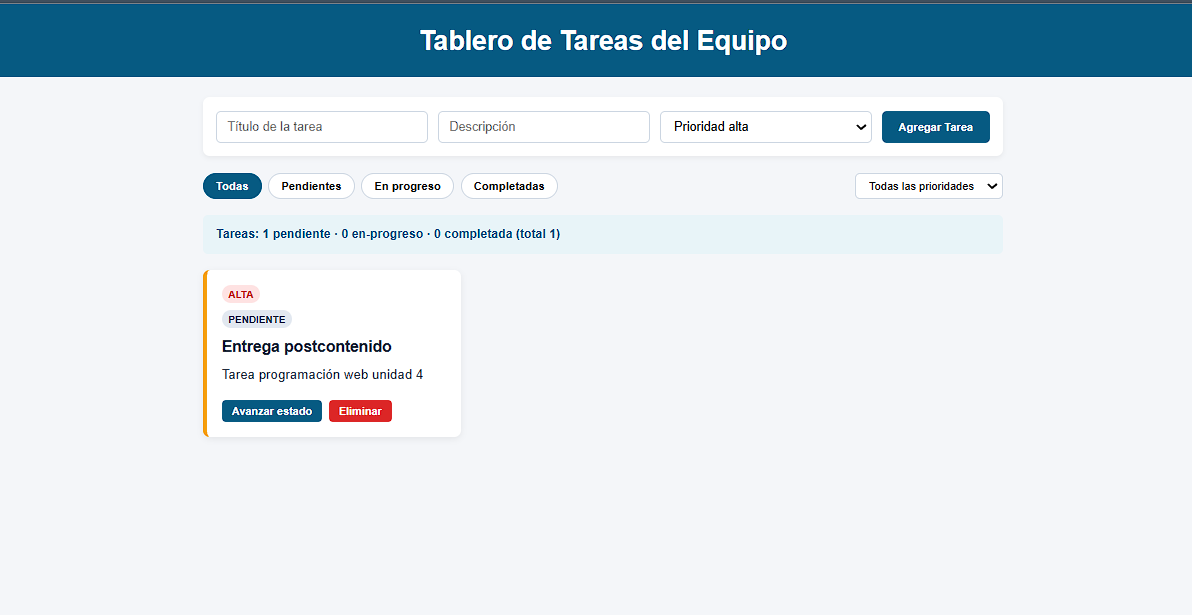 Tablero de Tareas del Equipo
Título de la tarea Descripción Prioridad alta Agregar Tarea
Todas Pendientes En progreso Completadas Todas las prioridades
Tareas: 1 pendiente · 0 en-progreso · 0 completada (total 1)
ALTA
PENDIENTE
Entrega postcontenido
Tarea programación web unidad 4
Avanzar estado Eliminar